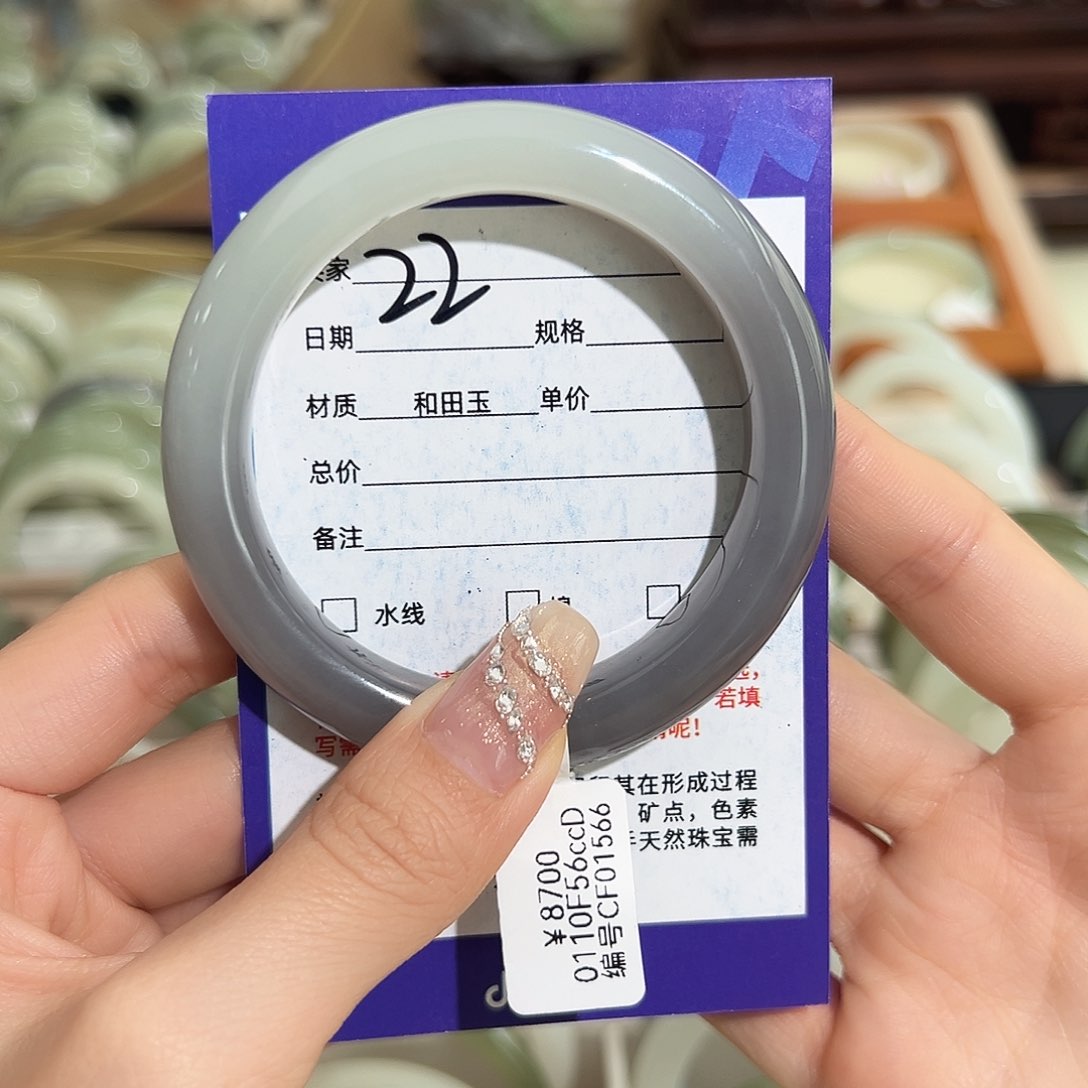 家
22
日期 规格
材质 和田玉 单价
总价
备注
水线
若填
写需 呢！
其在形成过程
矿点，色素
天然珠宝需
￥8700
0110F56ccD
编号CF01566